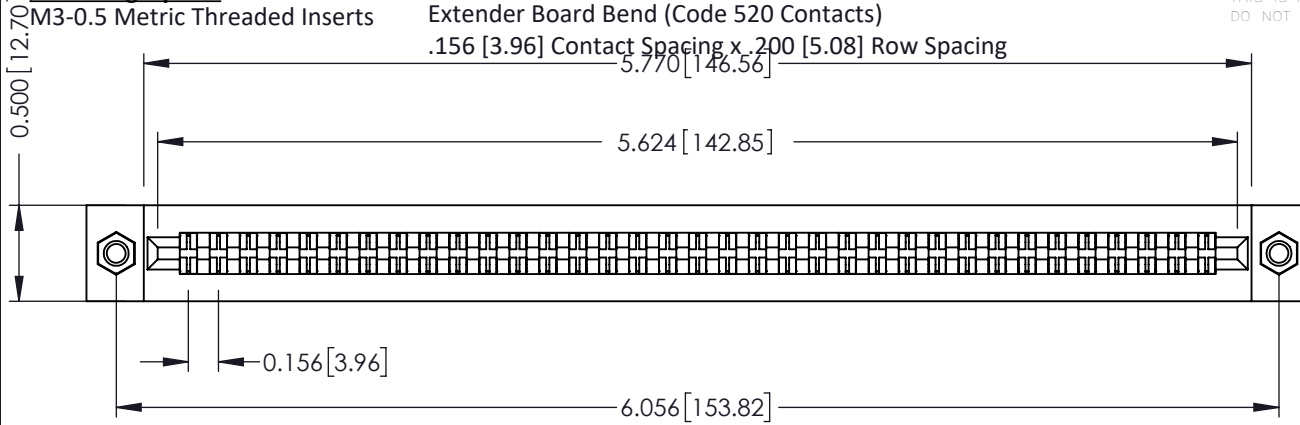 M3-0.5 Metric Threaded Inserts
Extender Board Bend (Code 520 Contacts)
.156 [3.96] Contact Spacing x .200 [5.08] Row Spacing
DO NOT
0.500 [12.70
5.770 [146.56]
5.624 [142.85]
0.156 [3.96]
6.056 [153.82]